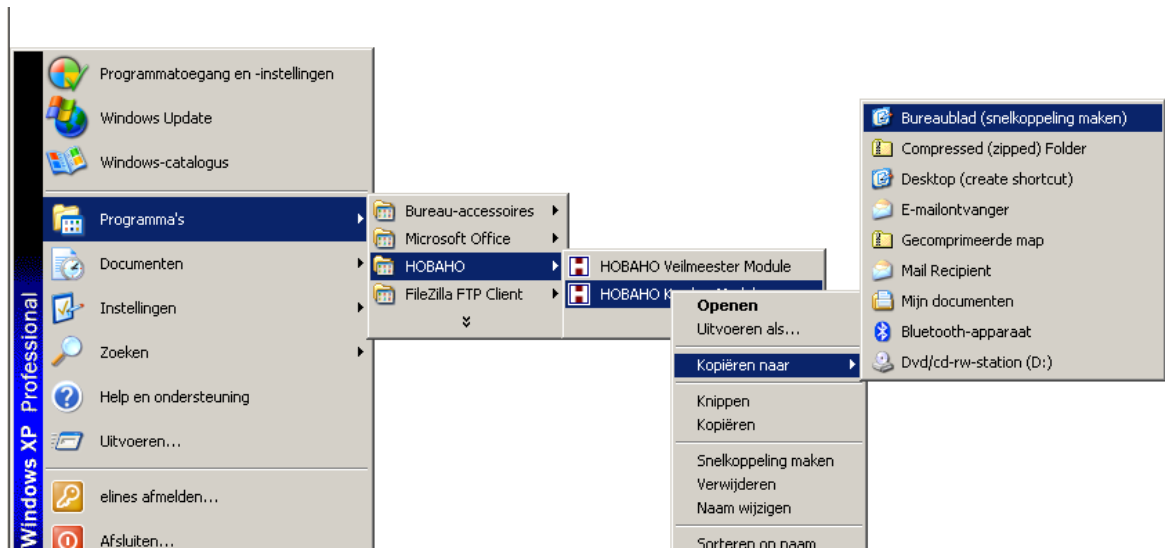 Programmatoegang en -instellingen
Windows Update
Windows-catalogus
Programma's
Documenten
Instellingen
Zoeken
Help en ondersteuning
Uitvoeren...
elines afmelden...
Afsluiten...
Windows XP Professional
Bureau-accessoires
Microsoft Office
HOBAHO
FileZilla FTP Client
HOBAHO Veilmeester Module
HOBAHO
Openen
Uitvoeren als...
Kopiëren naar
Knippen
Kopiëren
Snelkoppeling maken
Verwijderen
Naam wijzigen
Sorteren op naam
Bureaublad (snelkoppeling maken)
Compressed (zipped) Folder
Desktop (create shortcut)
E-mailontvanger
Gecomprimeerde map
Mail Recipient
Mijn documenten
Bluetooth-apparaat
Dvd/cd-rw-station (D:)